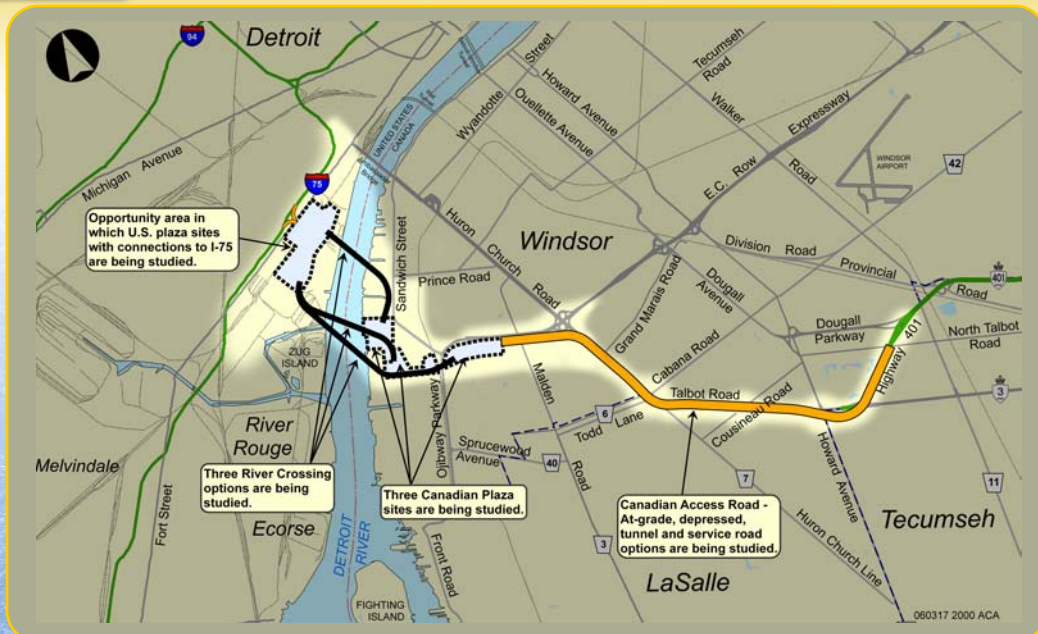 94
Detroit
Michigan Avenue
75
Opportunity area in
which U.S. plaza sites
with connections to I-75
are being studied.
UNITED STATES
CANADA
Ambassador
Bridge
Wyandotte
Street
Howard Avenue
Ouellette Avenue
Tecumseh
Road
Walker
Road
Expressway
E.C. Row
WINDSOR
AIRPORT
42
Windsor
Huron Church
Road
Sandwich Street
Prince Road
Division Road
Provincial
Road
401
North Talbot
Road
Dougall
Avenue
Dougall
Parkway
Grand Marais Road
Cabana Road
Highway 401
3
Talbot Road
Cousineau Road
Howard Avenue
ZUG
ISLAND
River
Rouge
Melvindale
Fort Street
Ecorse
DETROIT
RIVER
Three River Crossing
options are being
studied.
Ojibway Parkway
Three Canadian Plaza
sites are being studied.
Malden
Road
6
Todd Lane
Sprucewood
Avenue
40
3
7
Huron Church Line
Canadian Access Road -
At-grade, depressed,
tunnel and service road
options are being studied.
11
Tecumseh
LaSalle
Front Road
FIGHTING
ISLAND
060317 2000 ACA